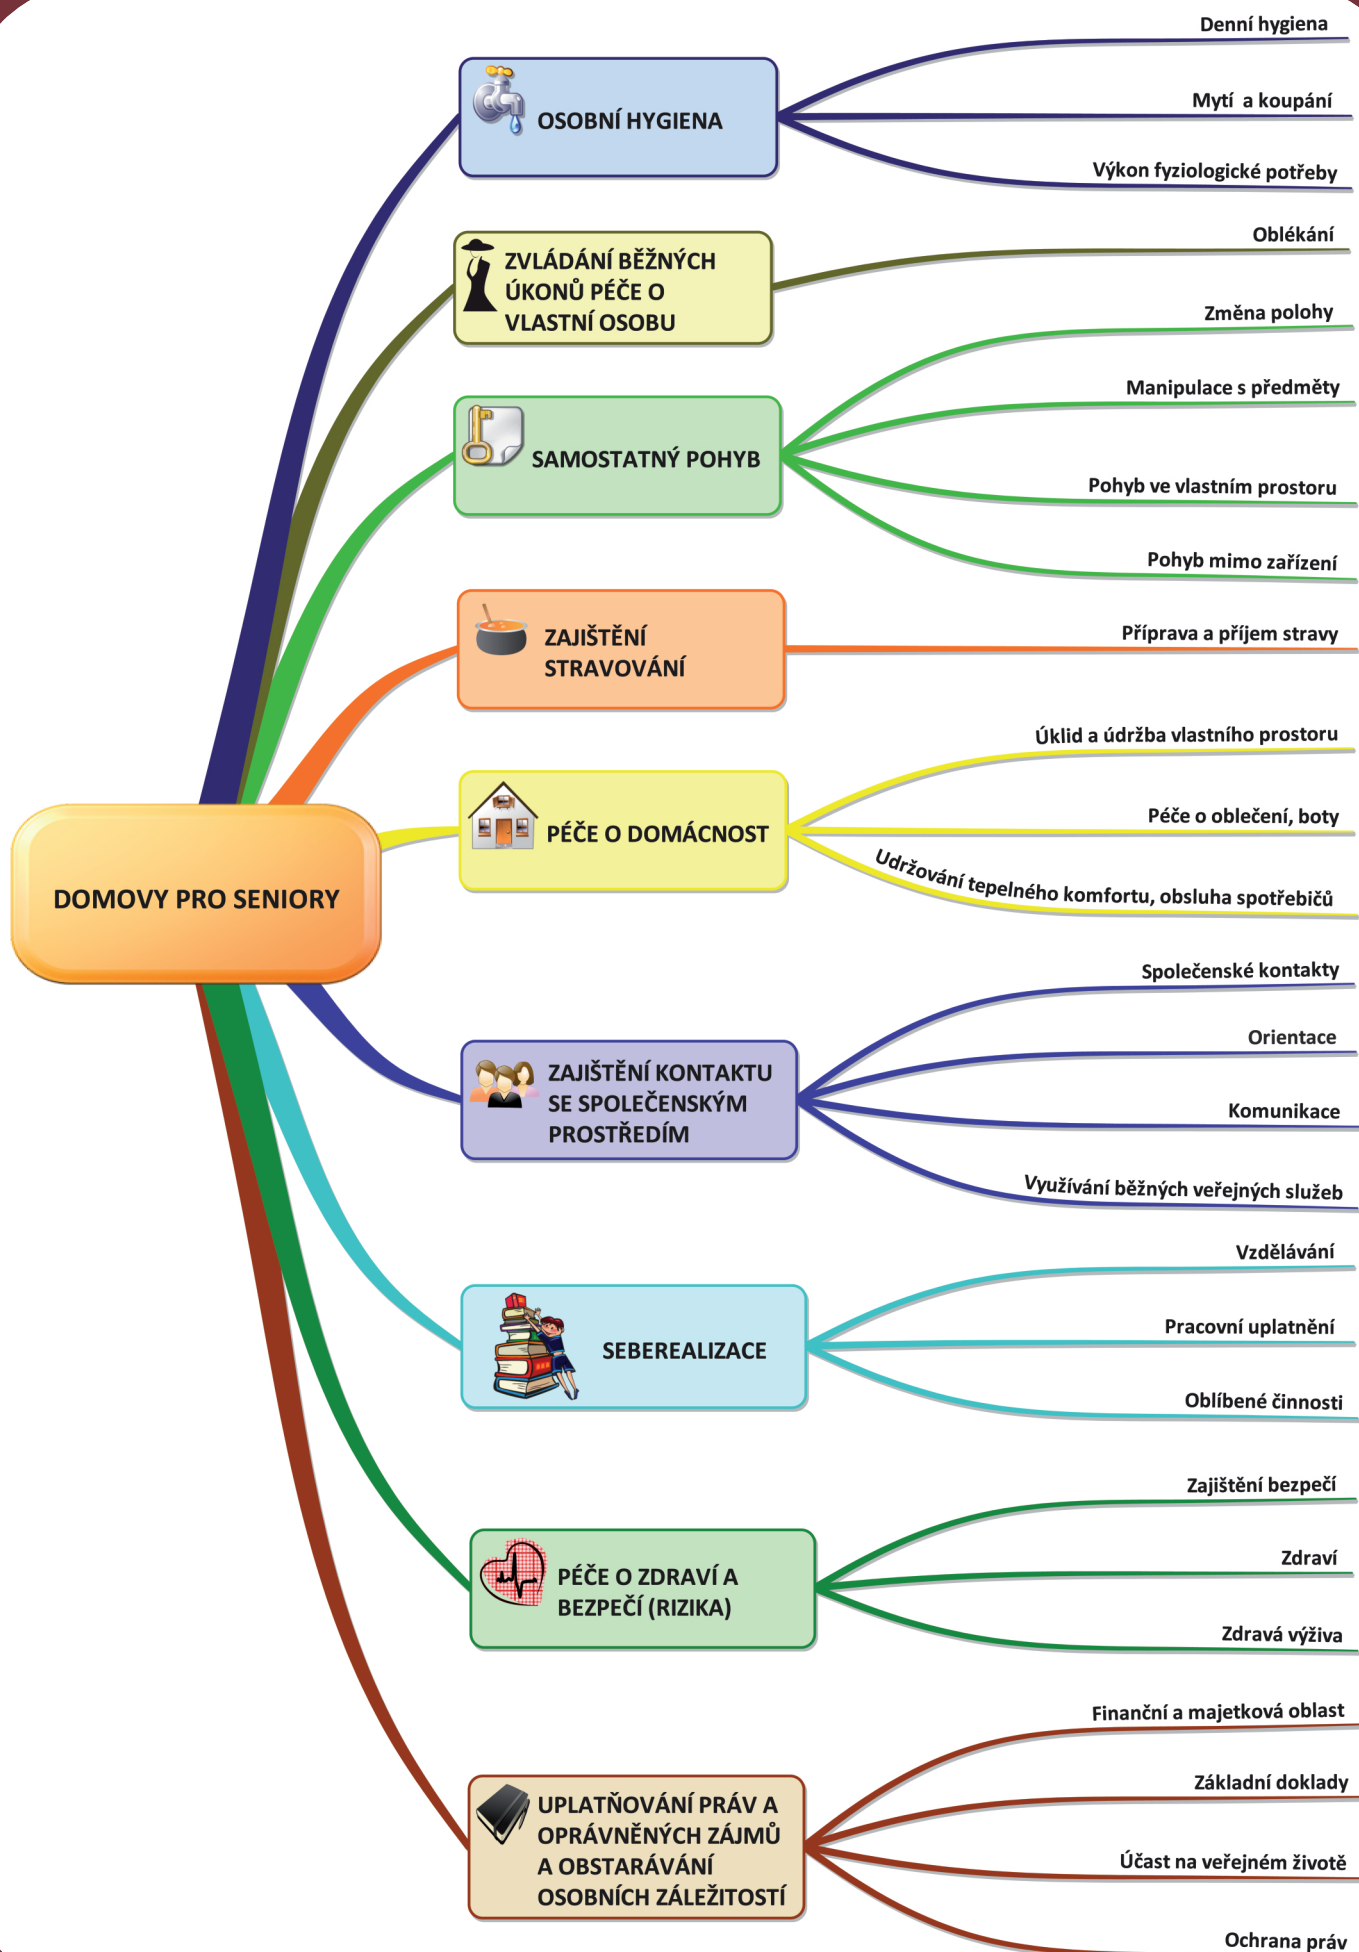 DOMOVY PRO SENIORY
OSOBNÍ HYGIENA
Denní hygiena
Mytí a koupání
Výkon fyziologické potřeby
ZVLÁDÁNÍ BĚŽNÝCH
ÚKONŮ PÉČE O
VLASTNÍ OSOBU
Oblékání
SAMOSTATNÝ POHYB
Změna polohy
Manipulace s předměty
Pohyb ve vlastním prostoru
Pohyb mimo zařízení
ZAJIŠTĚNÍ
STRAVOVÁNÍ
Příprava a příjem stravy
PÉČE O DOMÁCNOST
Úklid a údržba vlastního prostoru
Péče o oblečení, boty
Udržování tepelného komfortu, obsluha spotřebičů
ZAJIŠTĚNÍ KONTAKTU
SE SPOLEČENSKÝM
PROSTŘEDÍM
Společenské kontakty
Orientace
Komunikace
Využívání běžných veřejných služeb
SEBEREALIZACE
Vzdělávání
Pracovní uplatnění
Oblíbené činnosti
PÉČE O ZDRAVÍ A
BEZPEČÍ (RIZIKA)
Zajištění bezpečí
Zdraví
Zdravá výživa
UPLATŇOVÁNÍ PRÁV A
OPRÁVNĚNÝCH ZÁJMŮ
A OBSTARÁVÁNÍ
OSOBNÍCH ZÁLEŽITOSTÍ
Finanční a majetková oblast
Základní doklady
Účast na veřejném životě
Ochrana práv